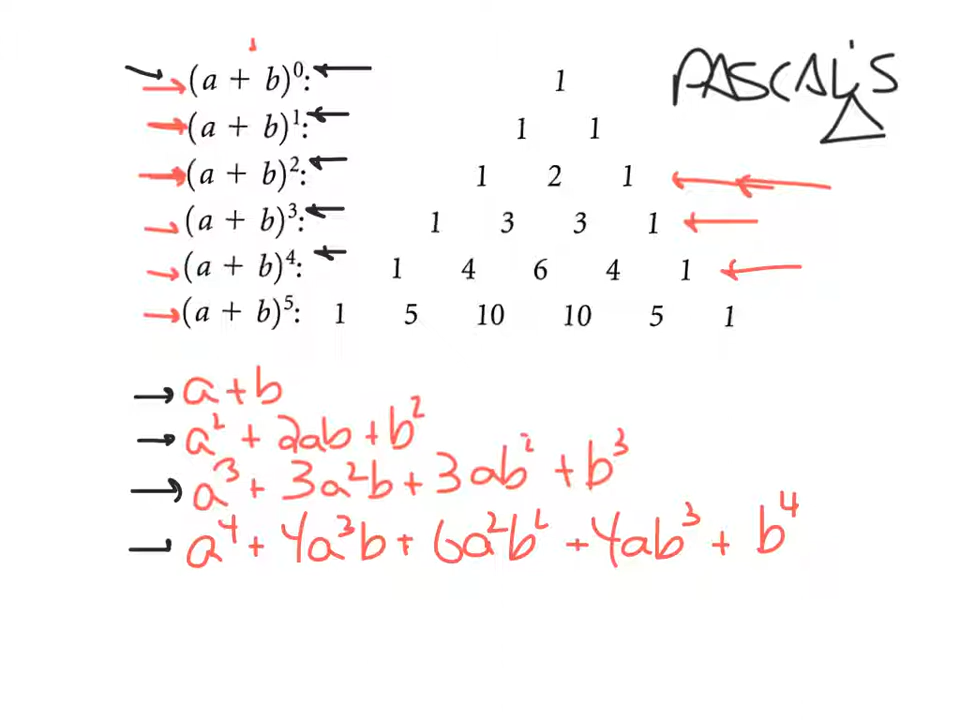 (a + b)⁰: 1 PASCAL'S
(a + b)¹: 1 1
(a + b)²: 1 2 1
(a + b)³: 1 3 3 1
(a + b)⁴: 1 4 6 4 1
(a + b)⁵: 1 5 10 10 5 1
a+b
a² + 2ab + b²
a³ + 3a²b + 3ab² + b³
a⁴ + 4a³b + 6a²b² + 4ab³ + b⁴